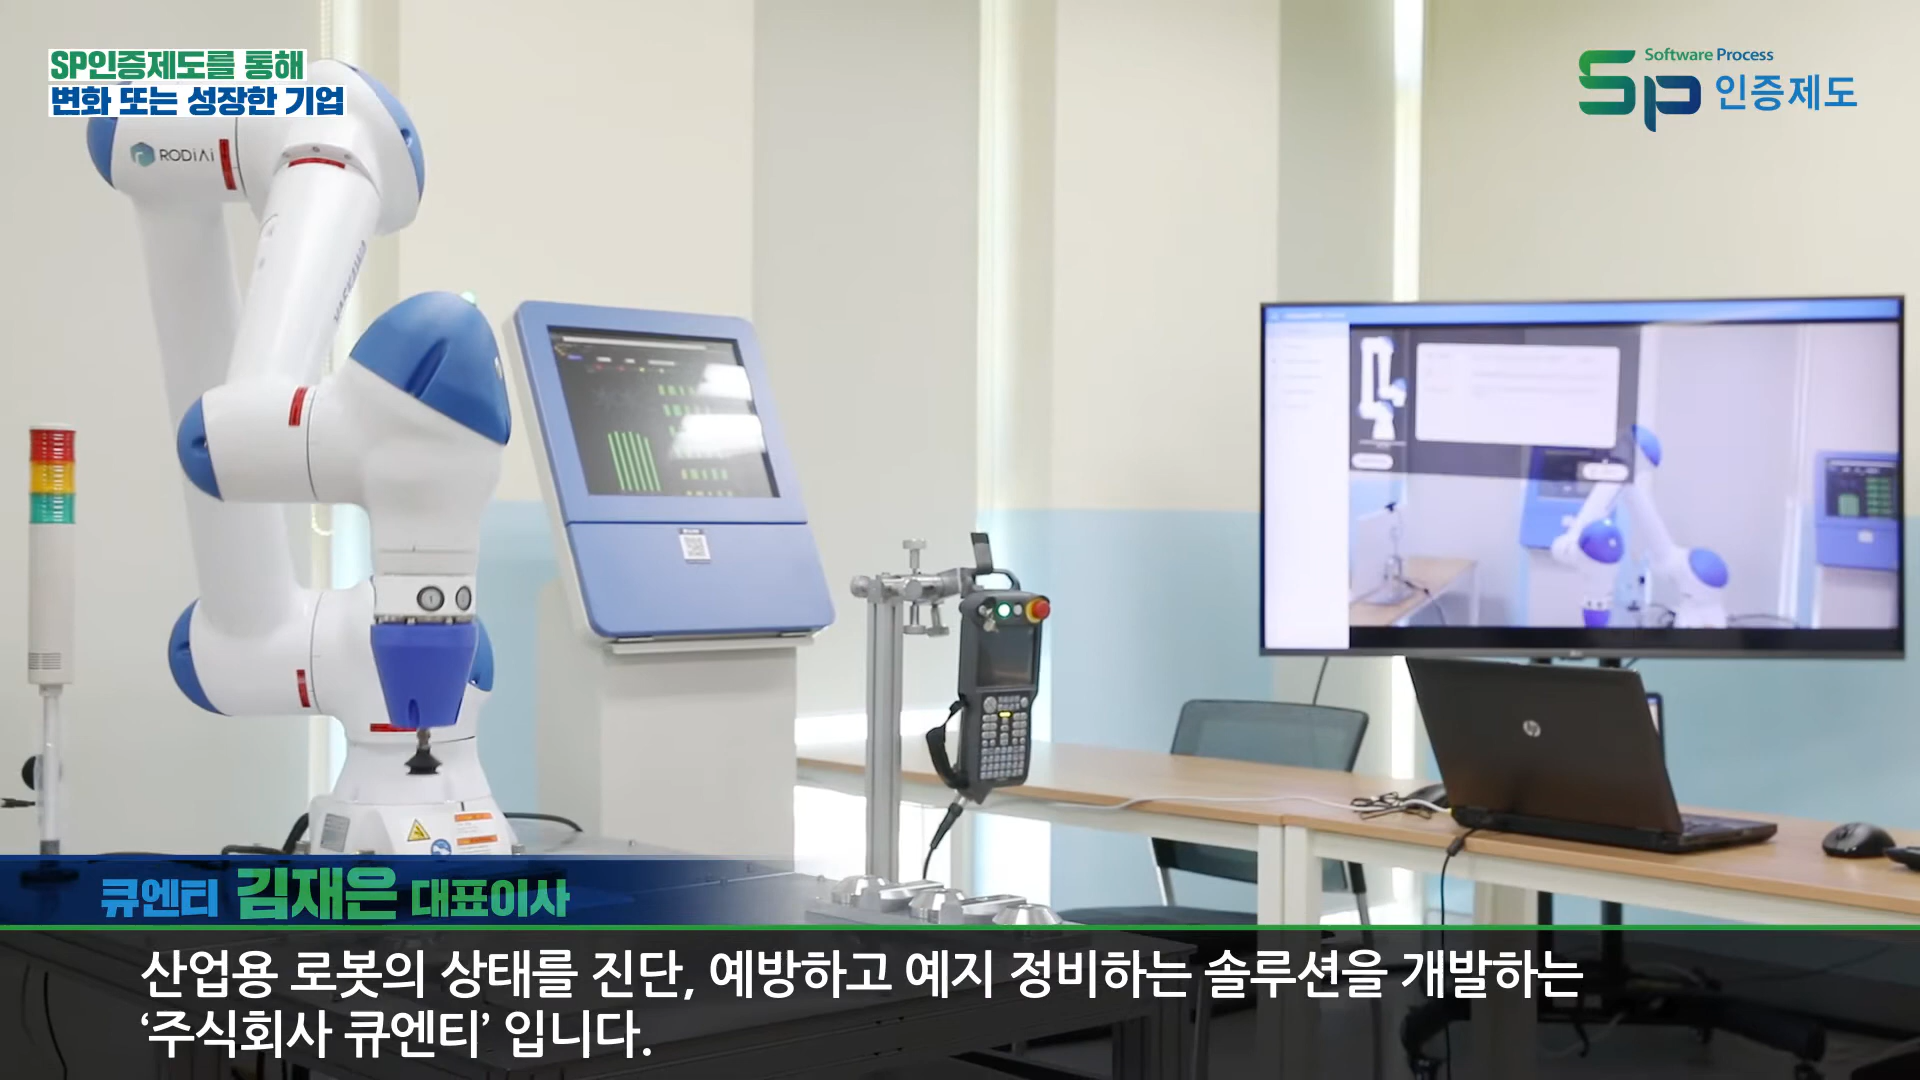 SP인증제도를 통해
변화 또는 성장한 기업
Software Process
Sp 인증제도
RODiAi
hp
큐엔티 김재은 대표이사
산업용 로봇의 상태를 진단, 예방하고 예지 정비하는 솔루션을 개발하는
‘주식회사 큐엔티’ 입니다.